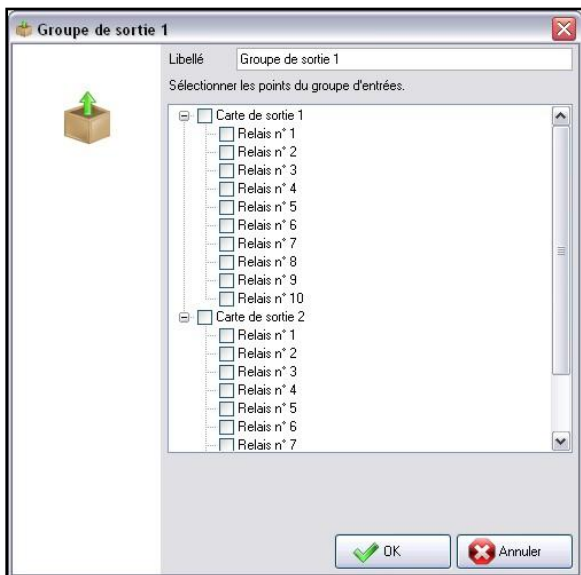 Groupe de sortie 1
Libellé Groupe de sortie 1
Sélectionner les points du groupe d'entrées.
Carte de sortie 1
Relais n° 1
Relais n° 2
Relais n° 3
Relais n° 4
Relais n° 5
Relais n° 6
Relais n° 7
Relais n° 8
Relais n° 9
Relais n° 10
Carte de sortie 2
Relais n° 1
Relais n° 2
Relais n° 3
Relais n° 4
Relais n° 5
Relais n° 6
Relais n° 7
OK Annuler